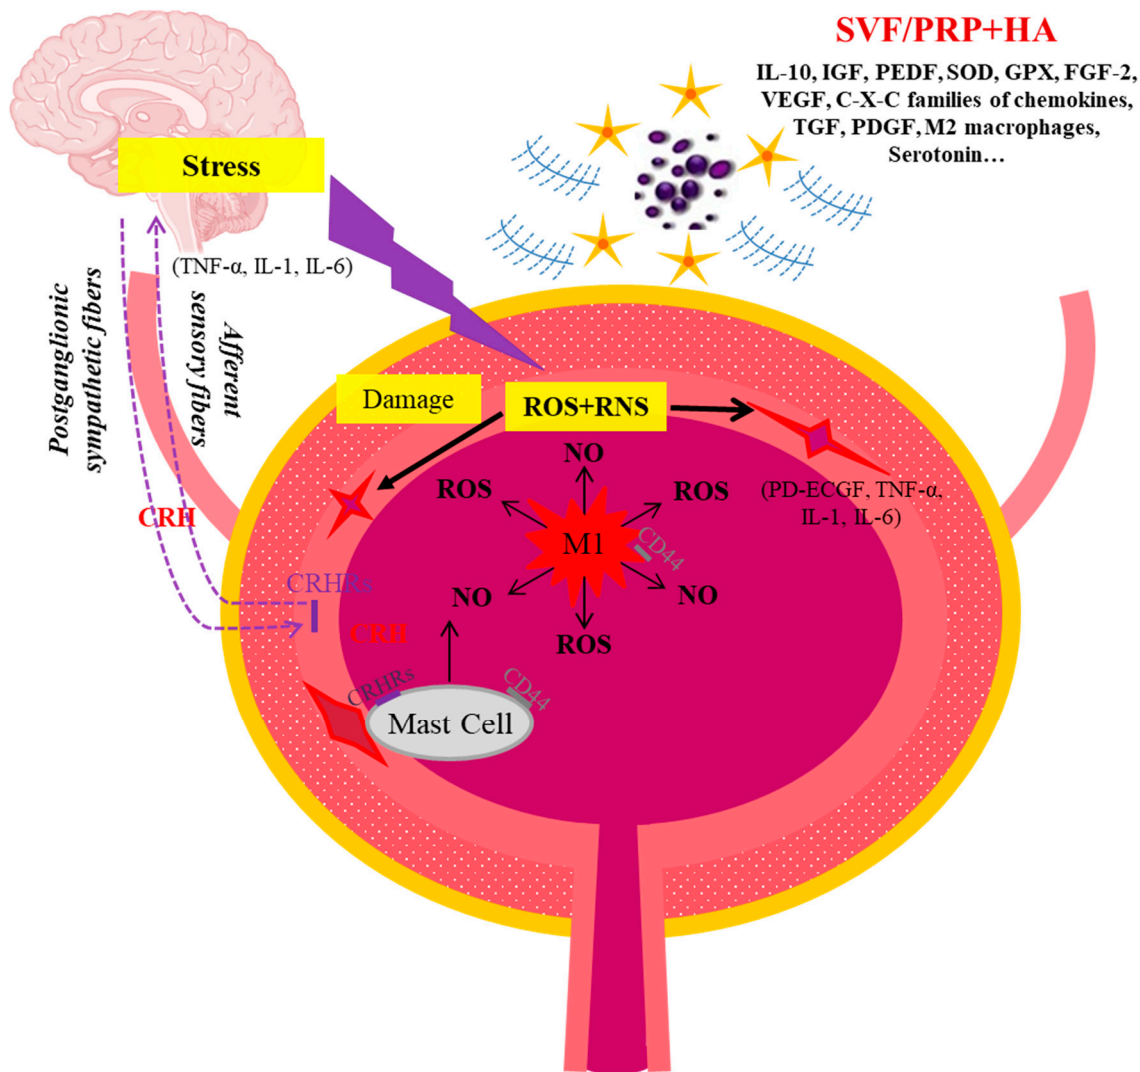 SVF/PRP+HA
IL-10, IGF, PEDF, SOD, GPX, FGF-2,
VEGF, C-X-C families of chemokines,
TGF, PDGF, M2 macrophages,
Serotonin…
Stress
(TNF-α, IL-1, IL-6)
Postganglionic
sympathetic fibers
Afferent
sensory fibers
Damage
ROS+RNS
NO
ROS
ROS
(PD-ECGF, TNF-α,
IL-1, IL-6)
CRH
M1
CD44
CRHRs
NO
NO
CRH
ROS
CRHRs
CD44
Mast Cell